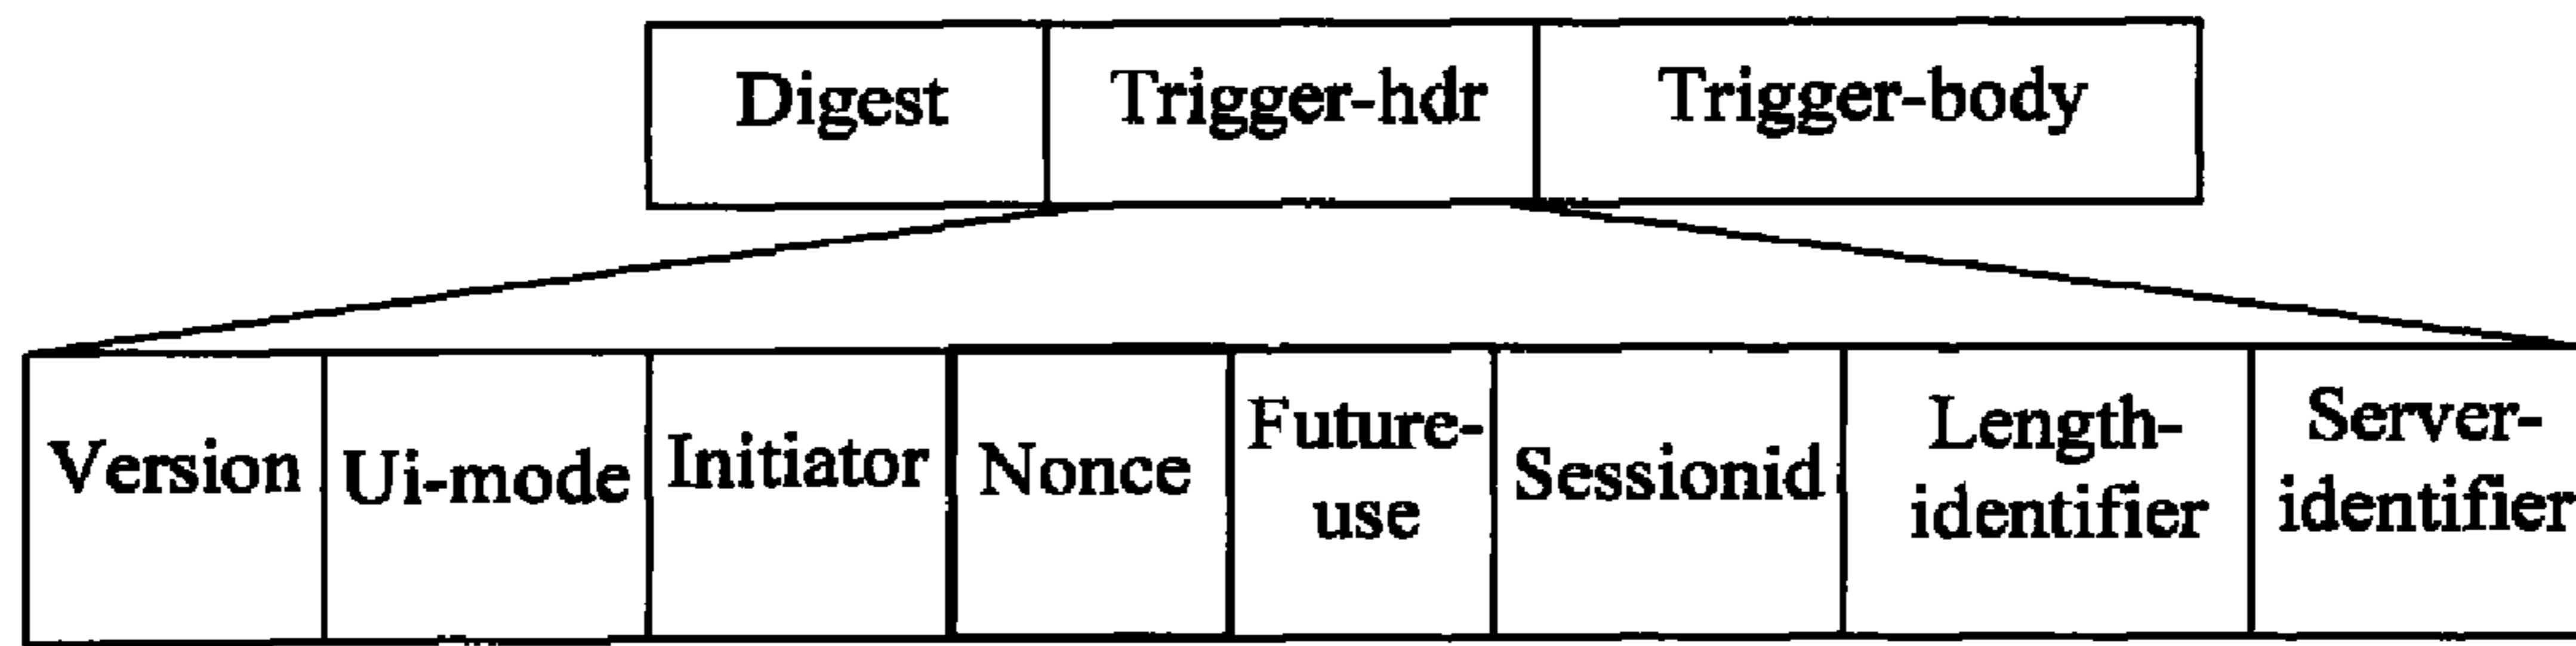 Digest Trigger-hdr Trigger-body
Version Ui-mode Initiator Nonce Future-use Sessionid Length-identifier Server-identifier